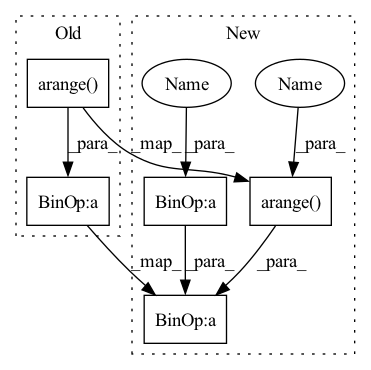 Old
New
arange()
Name
Name
_para_
_map_
_para_
_para_
BinOp:a
BinOp:a
arange()
_map_
_para_
_para_
BinOp:a